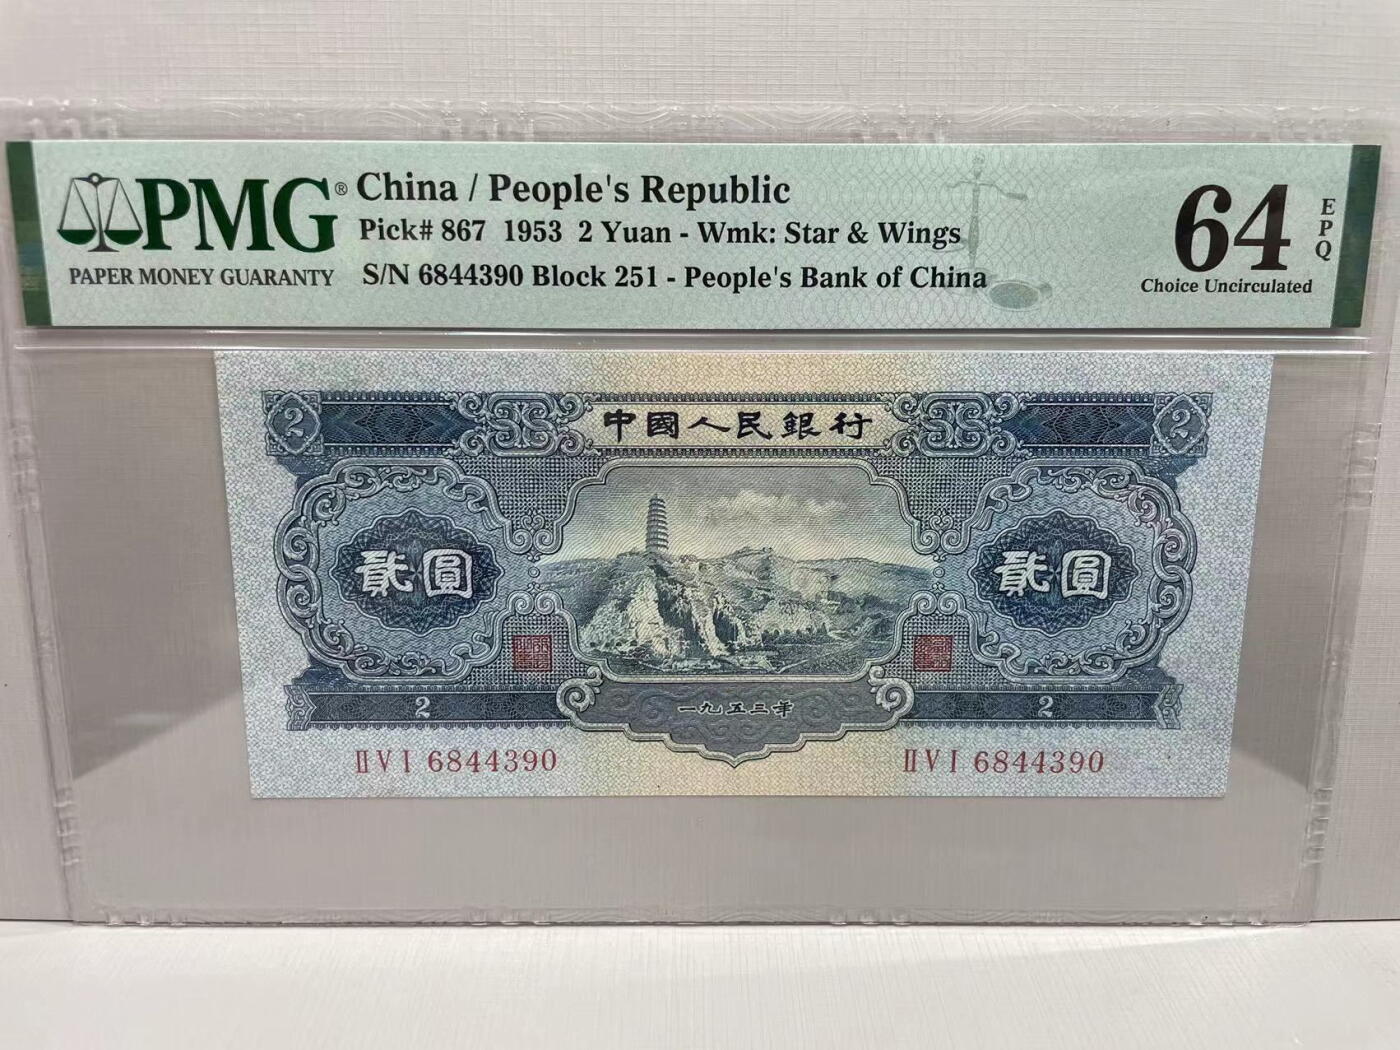 PMG®
PAPER MONEY GUARANTY
China / People's Republic
Pick# 867 1953 2 Yuan - Wmk: Star & Wings
S/N 6844390 Block 251 - People's Bank of China
64
EPQ
Choice Uncirculated
2
中國人民銀行
2
貳圓
貳圓
2
一九五三年
2
ⅡVⅠ 6844390
ⅡVⅠ 6844390